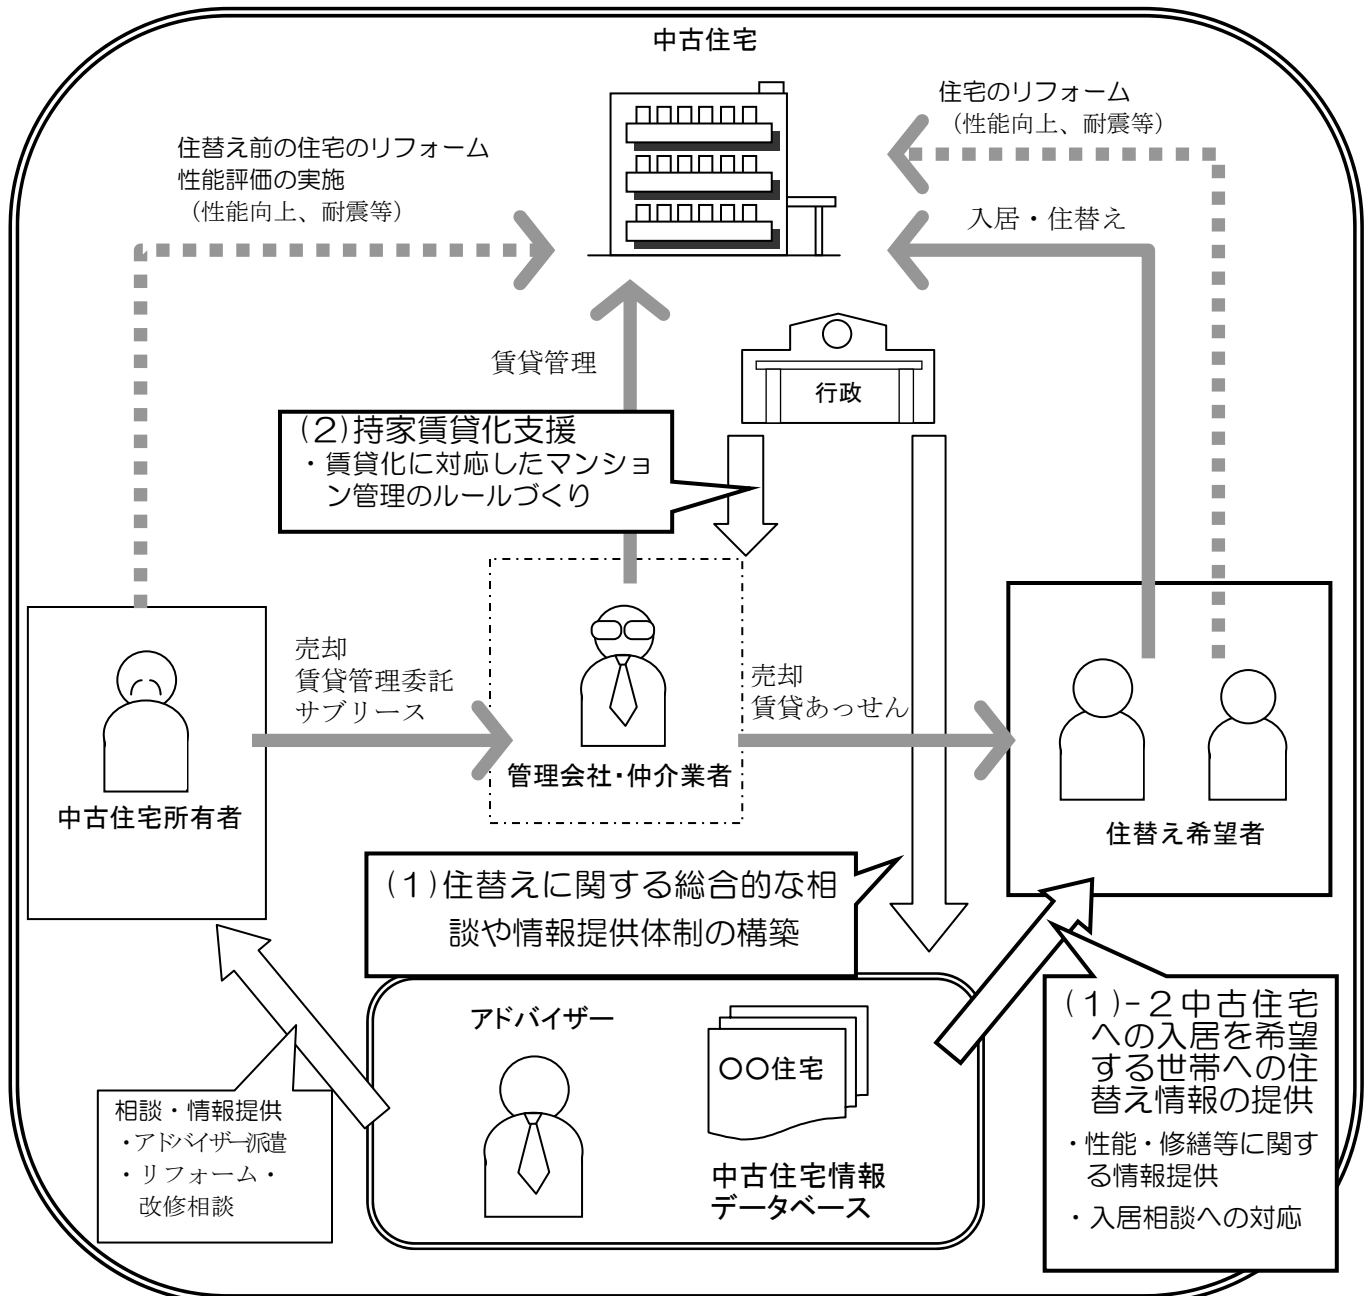 中古住宅
住宅のリフォーム
（性能向上、耐震等）
住替え前の住宅のリフォーム
性能評価の実施
（性能向上、耐震等）
入居・住替え
賃貸管理
行政
(2)持家賃貸化支援
・賃貸化に対応したマンショ
ン管理のルールづくり
売却
賃貸管理委託
サブリース
売却
賃貸あっせん
管理会社・仲介業者
中古住宅所有者
住替え希望者
(1)住替えに関する総合的な相
談や情報提供体制の構築
アドバイザー
〇〇住宅
中古住宅情報
データベース
相談・情報提供
・アドバイザー派遣
・リフォーム・
改修相談
(1)-2中古住宅
への入居を希望
する世帯への住
替え情報の提供
・性能・修繕等に関す
る情報提供
・入居相談への対応